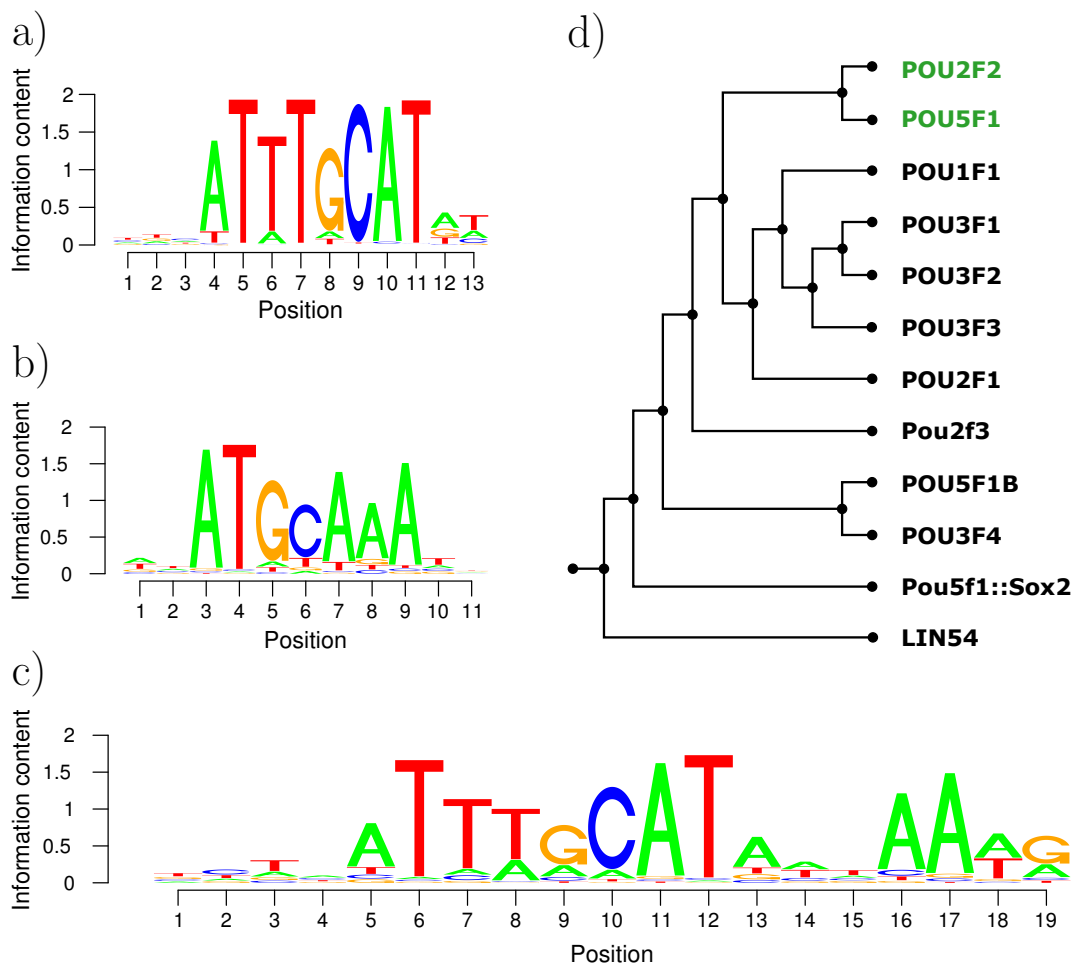 a)
Information content
2
1.5
1
0.5
0
ATTTGCAT
1 2 3 4 5 6 7 8 9 10 11 12 13
Position
b)
Information content
2
1.5
1
0.5
0
ATGCAAA
1 2 3 4 5 6 7 8 9 10 11
Position
c)
Information content
2
1.5
1
0.5
0
ATTTGCATA AAAG
1 2 3 4 5 6 7 8 9 10 11 12 13 14 15 16 17 18 19
Position
d)
POU2F2
POU5F1
POU1F1
POU3F1
POU3F2
POU3F3
POU2F1
Pou2f3
POU5F1B
POU3F4
Pou5f1::Sox2
LIN54